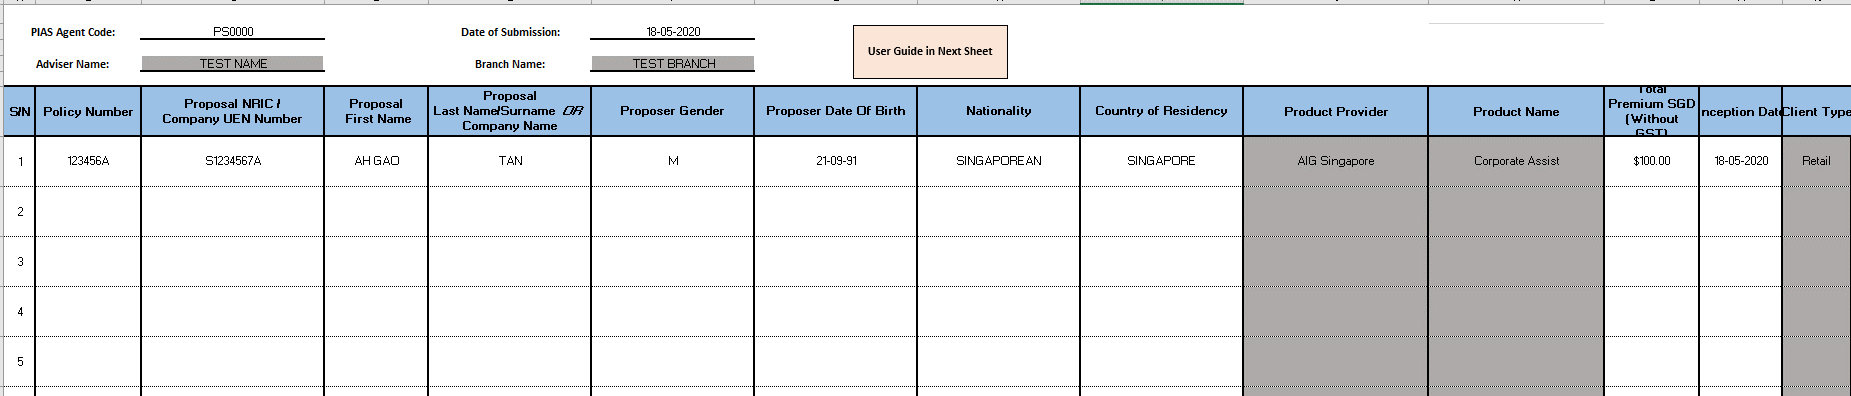 PIAS Agent Code: PS0000 Date of Submission: 18-05-2020
User Guide in Next Sheet
Adviser Name: TEST NAME Branch Name: TEST BRANCH
S/N
Policy Number
Proposal NRIC /
Company UEN Number
Proposal
First Name
Proposal
Last Name/Surname OR
Company Name
Proposer Gender
Proposer Date Of Birth
Nationality
Country of Residency
Product Provider
Product Name
Total
Premium SGD
(Without
GST)
nception Date
Client Type
1 123456A S1234567A AH GAO TAN M 21-09-91 SINGAPOREAN SINGAPORE AIG Singapore Corporate Assist $100.00 18-05-2020 Retail
2
3
4
5